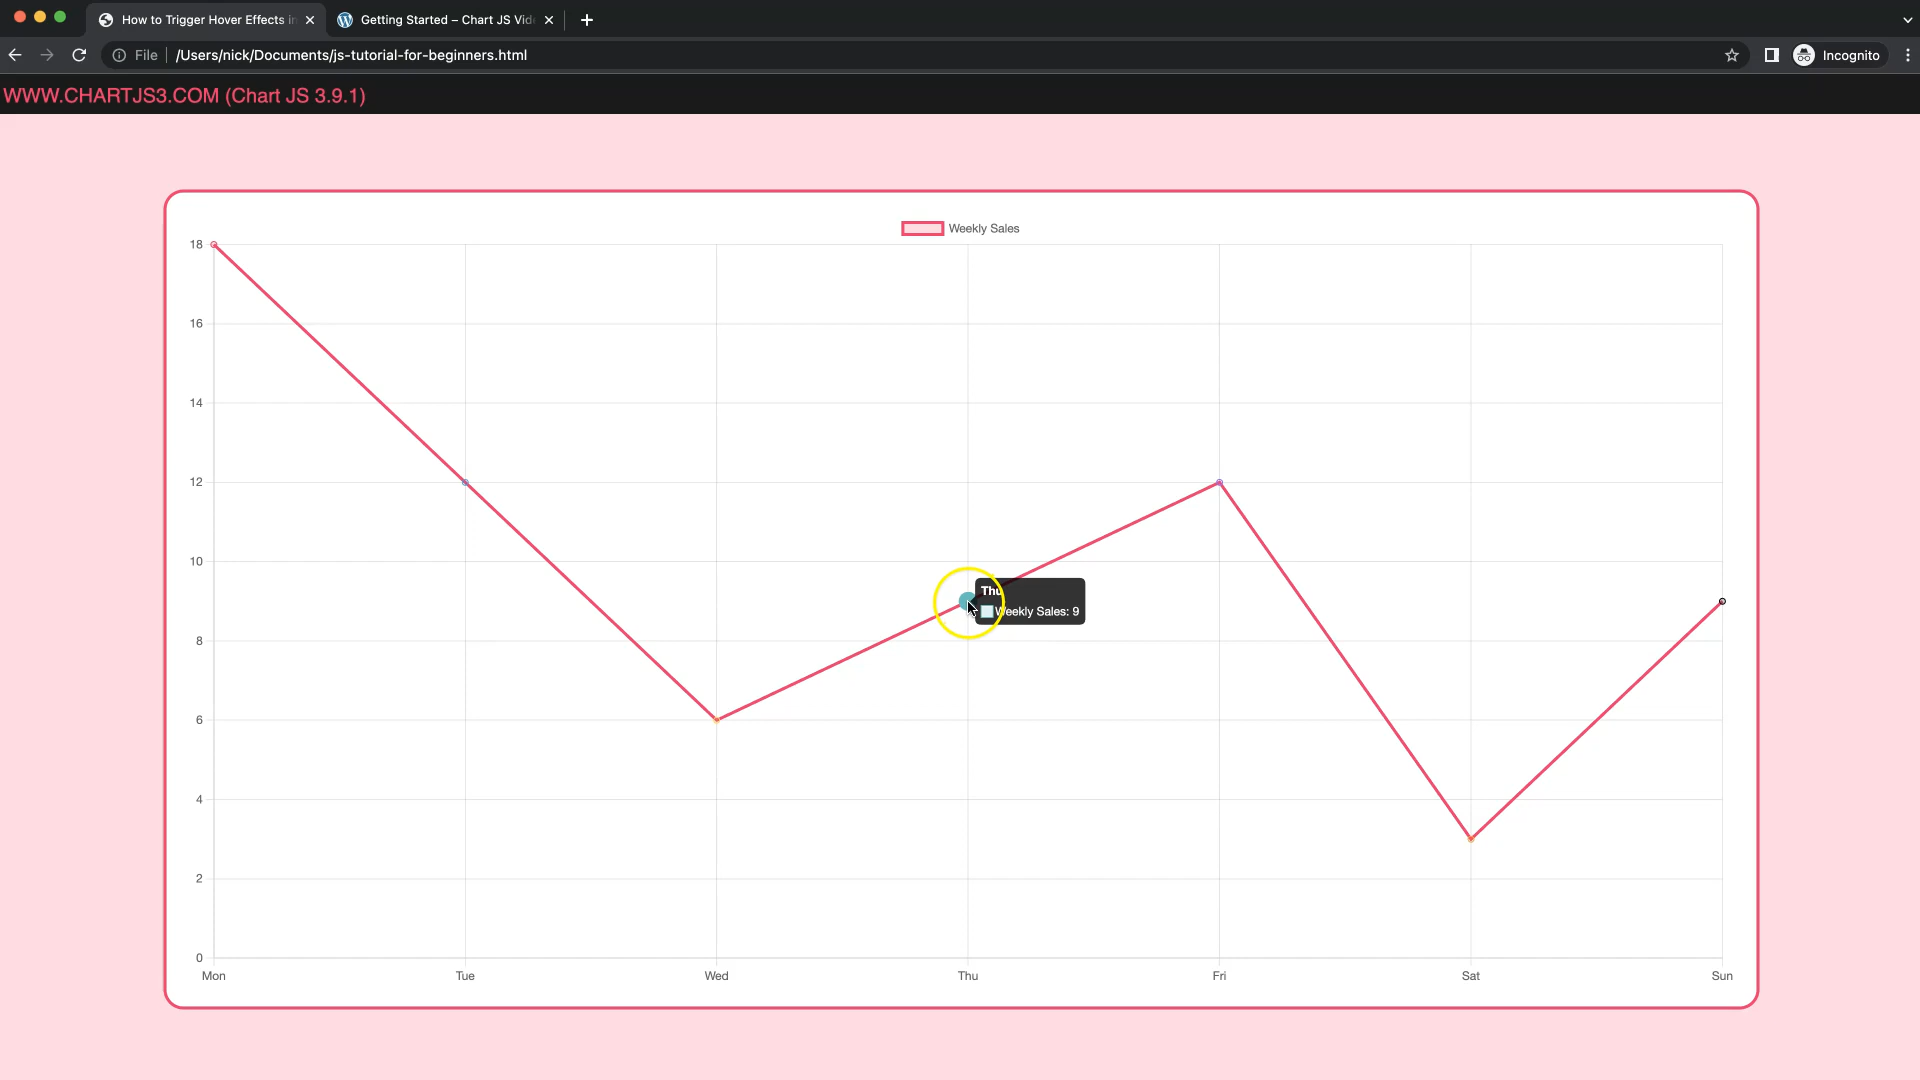 How to Trigger Hover Effects in
Getting Started – Chart JS Vid
File
/Users/nick/Documents/js-tutorial-for-beginners.html
Incognito
WWW.CHARTJS3.COM (Chart JS 3.9.1)
Weekly Sales
18
16
14
12
10
8
6
4
2
0
Thu
Weekly Sales: 9
Mon Tue Wed Thu Fri Sat Sun